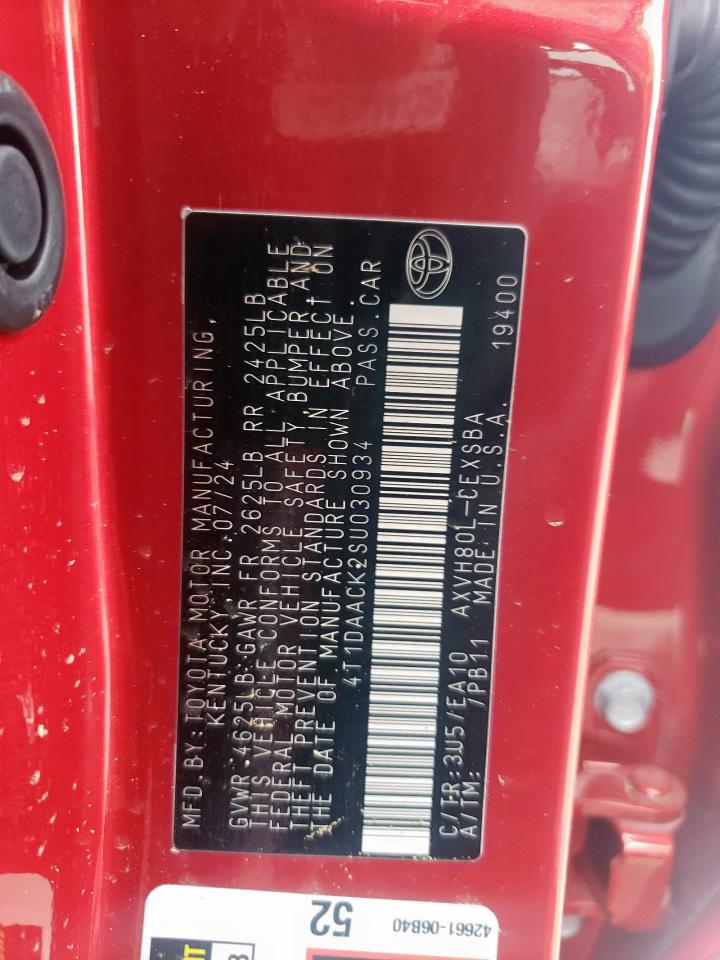 MFD.BY:TOYOTA MOTOR MANUFACTURING,
KENTUCKY, INC. 07/24
GVWR 4625LB GAWR FR 2625LB RR 2425LB
THIS VEHICLE CONFORMS TO ALL APPLICABLE
FEDERAL MOTOR VEHICLE SAFETY, BUMPER, AND
THEFT PREVENTION STANDARDS IN EFFECT ON
THE DATE OF MANUFACTURE SHOWN ABOVE.
4T1DAACK2SU030934 PASS.CAR
C/TR:3U5/EA10 AXVH80L-CEXSBA
A/TM: /PB11 MADE IN U.S.A. 19400
52
42661-06B40